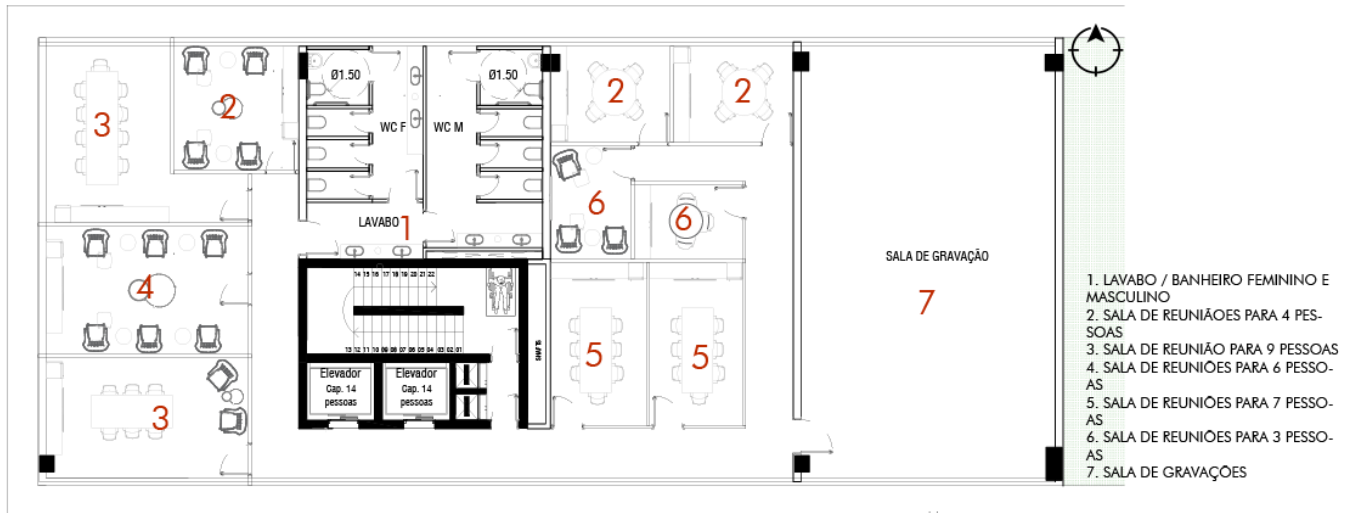 3
2
Ø1.50
WC F
WC M
Ø1.50
2
2
LAVABO
1
6
6
4
14 15 16 17 18 19 20 21 22
13 12 11 10 09 08 07 06 05 04 03 02 01
SHAFTS
Elevador
Cap. 14
pessoas
Elevador
Cap. 14
pessoas
3
5
5
SALA DE GRAVAÇÃO
7
1. LAVABO / BANHEIRO FEMININO E
MASCULINO
2. SALA DE REUNIÃOES PARA 4 PES-
SOAS
3. SALA DE REUNIÃO PARA 9 PESSOAS
4. SALA DE REUNIÕES PARA 6 PESSO-
AS
5. SALA DE REUNIÕES PARA 7 PESSO-
AS
6. SALA DE REUNIÕES PARA 3 PESSO-
AS
7. SALA DE GRAVAÇÕES